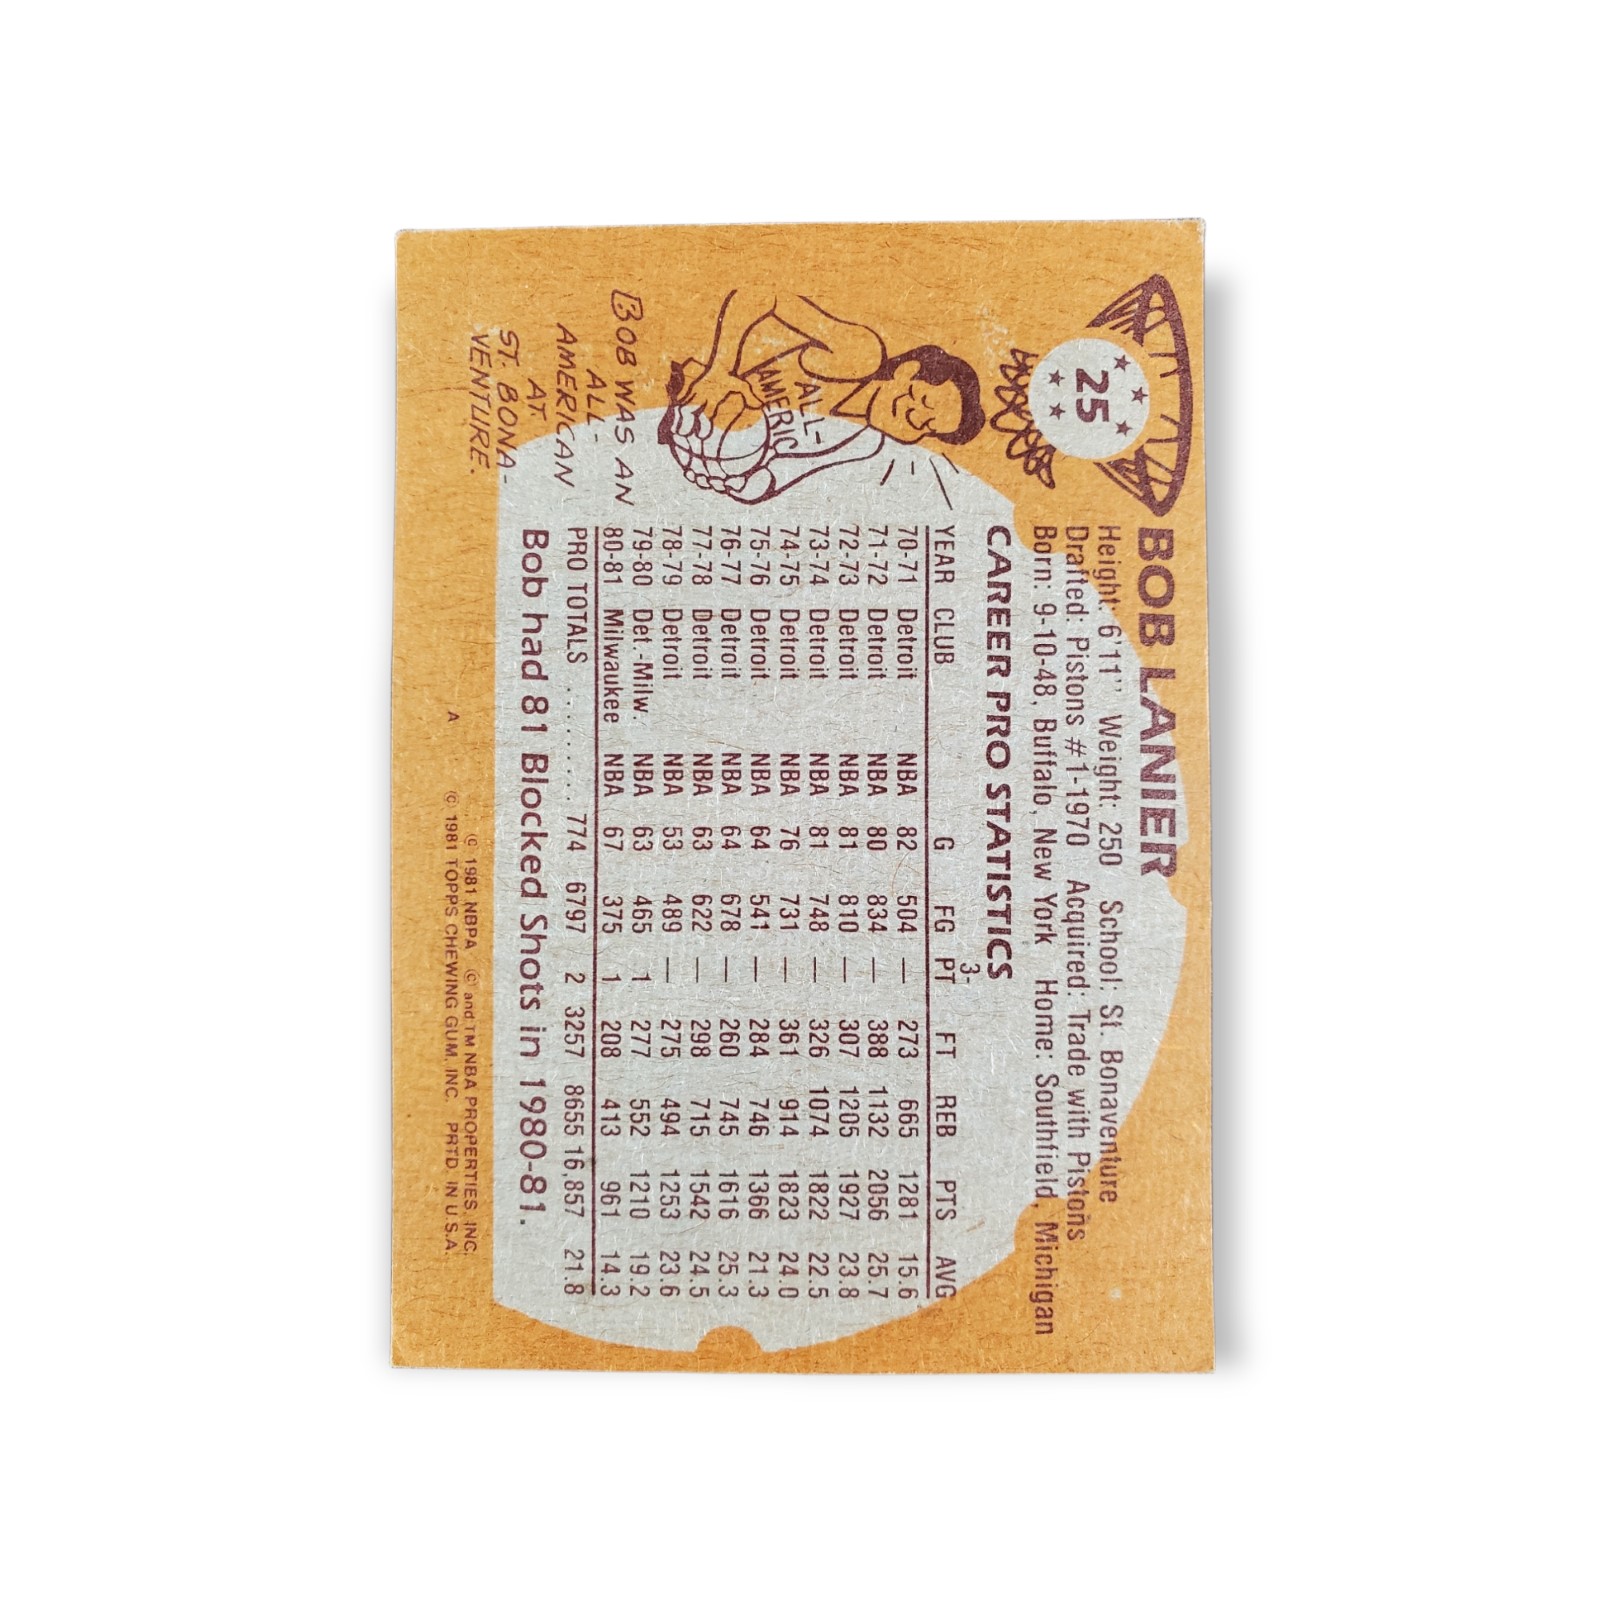 25
BOB LANIER
Height: 6'11" Weight: 250 School: St. Bonaventure
Drafted: Pistons #1-1970 Acquired: Trade with Pistons
Born: 9-10-48, Buffalo, New York Home: Southfield, Michigan
CAREER PRO STATISTICS
YEAR CLUB G FG 3-PT FT REB PTS AVG
70-71 Detroit NBA 82 504 — 273 665 1281 15.6
71-72 Detroit NBA 80 834 — 388 1132 2056 25.7
72-73 Detroit NBA 81 810 — 307 1205 1927 23.8
73-74 Detroit NBA 81 748 — 326 1074 1822 22.5
74-75 Detroit NBA 76 731 — 361 914 1823 24.0
75-76 Detroit NBA 64 541 — 284 746 1366 21.3
76-77 Detroit NBA 64 678 — 260 745 1616 25.3
77-78 Detroit NBA 63 622 — 298 715 1542 24.5
78-79 Detroit NBA 53 489 — 275 494 1253 23.6
79-80 Det.-Milw. NBA 63 465 1 277 552 1210 19.2
80-81 Milwaukee NBA 67 375 1 208 413 961 14.3
PRO TOTALS ........ 774 6797 2 3257 8655 16,857 21.8
Bob had 81 Blocked Shots in 1980-81.
ALL-
AMERIC
BOB WAS AN
ALL-
AMERICAN
AT
ST. BONA-
VENTURE.
© 1981 NBPA © and TM NBA PROPERTIES, INC.
A © 1981 TOPPS CHEWING GUM, INC. PRTD. IN U.S.A.